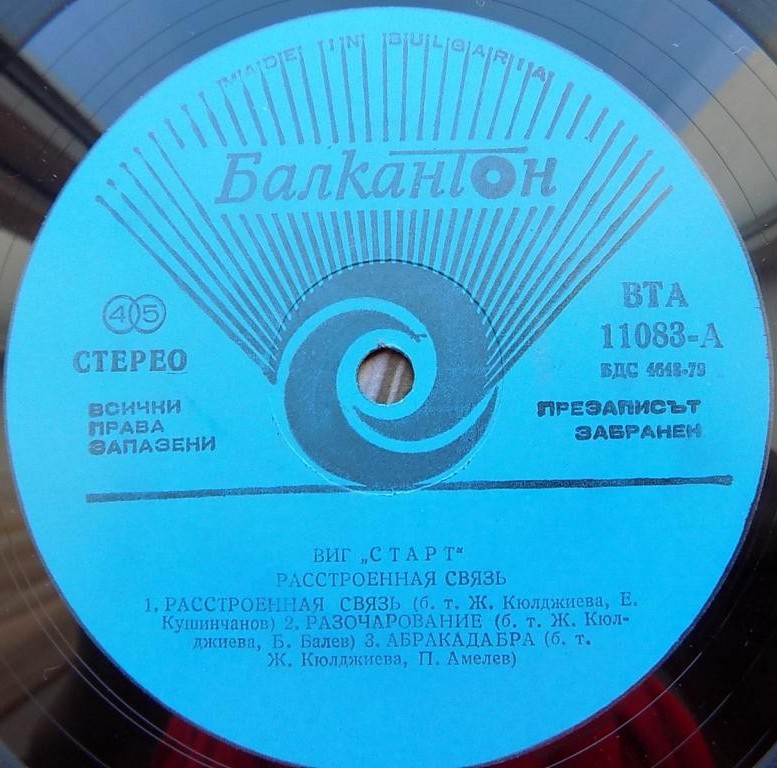 MADE IN BULGARIA
Балкантон
45
СТЕРЕО
ВТА
11083-А
БДС 4648-79
ВСИЧКИ
ПРАВА
ЗАПАЗЕНИ
ПРЕЗАПИСЪТ
ЗАБРАНЕН
ВИГ „СТАРТ“
РАССТРОЕННАЯ СВЯЗЬ
1. РАССТРОЕННАЯ СВЯЗЬ (б. т. Ж. Кюлджиева, Е.
Кушинчанов) 2. РАЗОЧАРОВАНИЕ (б. т. Ж. Кюл-
джиева, Б. Балев) 3. АБРАКАДАБРА (б. т.
Ж. Кюлджиева, П. Амелев)